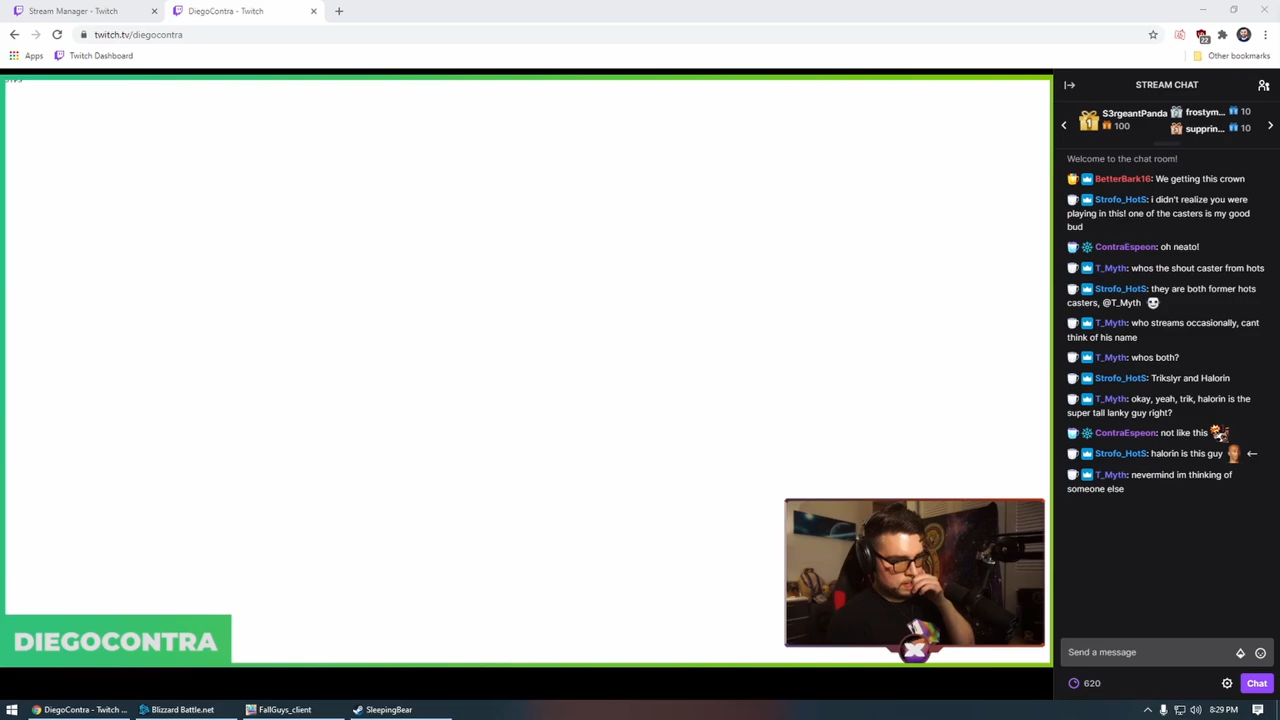 Stream Manager - Twitch
DiegoContra - Twitch
twitch.tv/diegocontra
22
Apps
Twitch Dashboard
Other bookmarks
STREAM CHAT
1
S3rgeantPanda
100
frostym... 10
supprin... 10
Welcome to the chat room!
BetterBark16: We getting this crown
Strofo_HotS: i didn't realize you were
playing in this! one of the casters is my good
bud
ContraEspeon: oh neato!
T_Myth: whos the shout caster from hots
Strofo_HotS: they are both former hots
casters, @T_Myth
T_Myth: who streams occasionally, cant
think of his name
T_Myth: whos both?
Strofo_HotS: Trikslyr and Halorin
T_Myth: okay, yeah, trik, halorin is the
super tall lanky guy right?
ContraEspeon: not like this
Strofo_HotS: halorin is this guy ←
T_Myth: nevermind im thinking of
someone else
DIEGOCONTRA
Send a message
620
Chat
DiegoContra - Twitch ...
Blizzard Battle.net
FallGuys_client
SleepingBear
8:29 PM